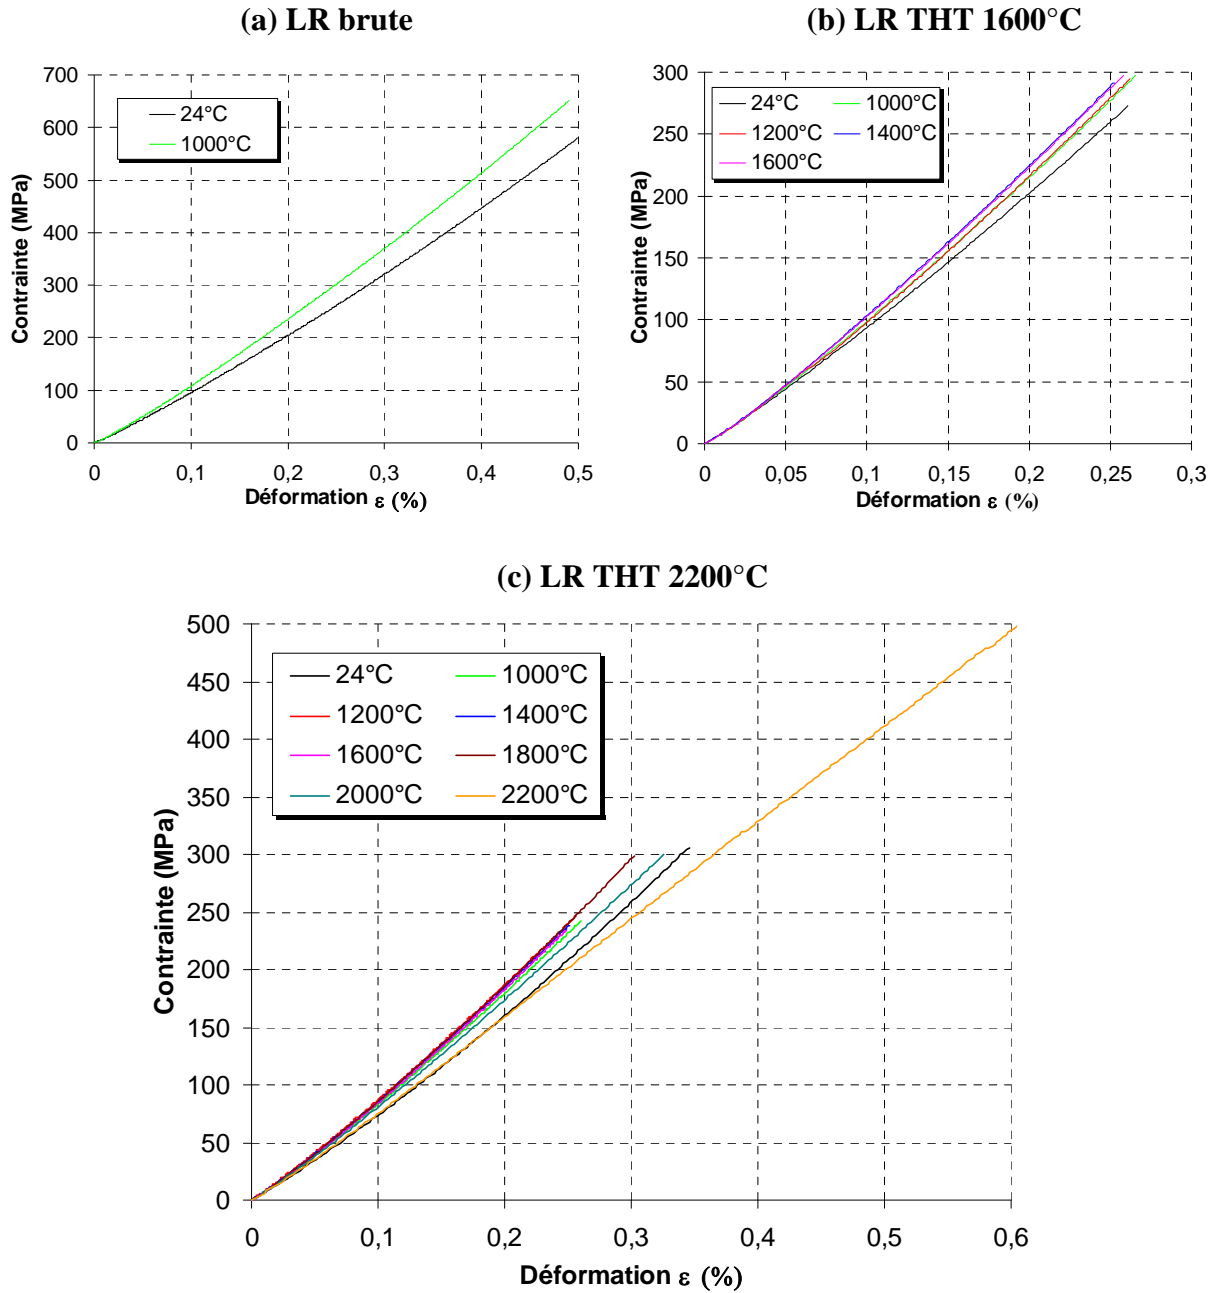 (a) LR brute
700
600
500
400
300
200
100
0
Contrainte (MPa)
24°C
1000°C
0 0,1 0,2 0,3 0,4 0,5
Déformation ε (%)
(b) LR THT 1600°C
300
250
200
150
100
50
0
Contrainte (MPa)
24°C 1000°C
1200°C 1400°C
1600°C
0 0,05 0,1 0,15 0,2 0,25 0,3
Déformation ε (%)
(c) LR THT 2200°C
500
450
400
350
300
250
200
150
100
50
0
Contrainte (MPa)
24°C 1000°C
1200°C 1400°C
1600°C 1800°C
2000°C 2200°C
0 0,1 0,2 0,3 0,4 0,5 0,6
Déformation ε (%)